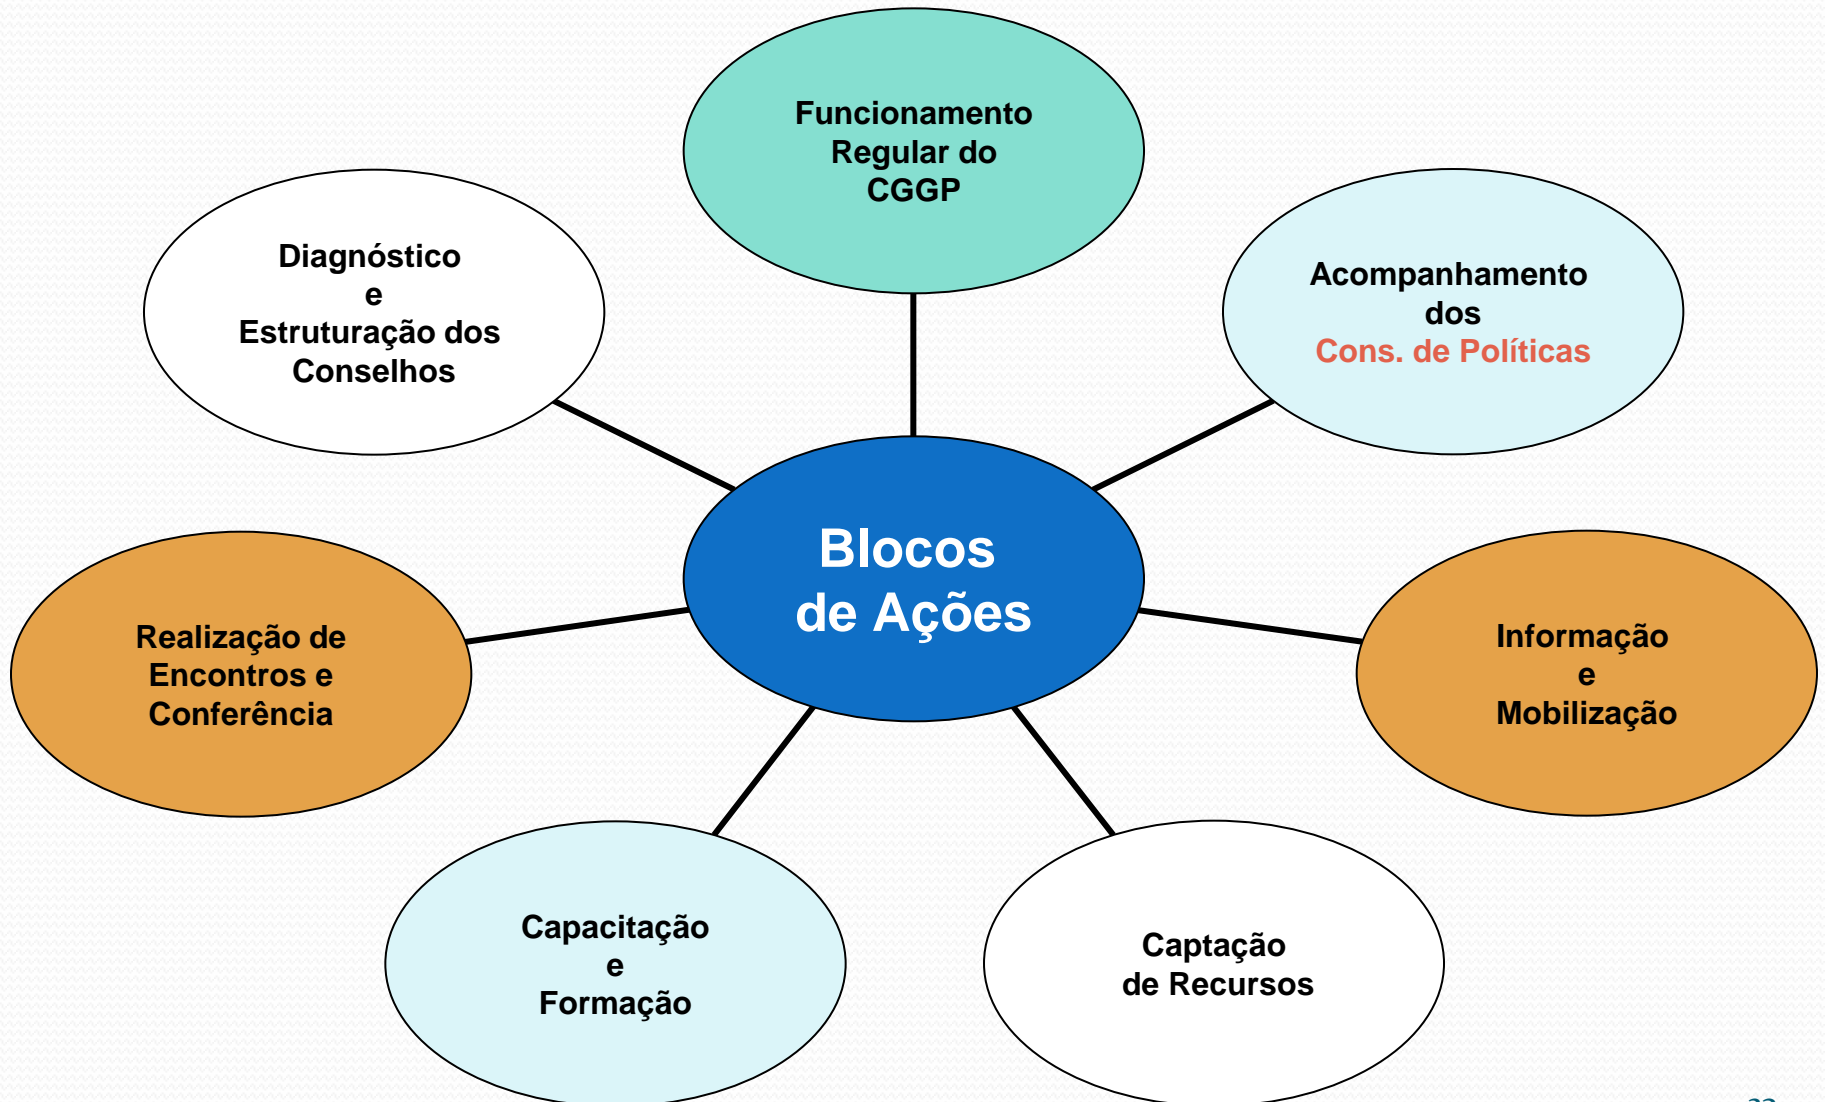 Funcionamento
Regular do
CGGP
Diagnóstico
e
Estruturação dos
Conselhos
Acompanhamento
dos
Cons. de Políticas
Blocos
de Ações
Realização de
Encontros e
Conferência
Informação
e
Mobilização
Capacitação
e
Formação
Captação
de Recursos